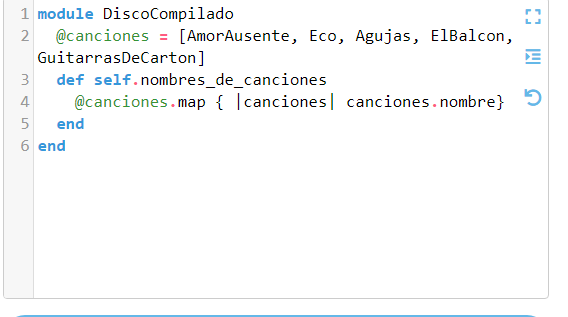 1 module DiscoCompilado
2 @canciones = [AmorAusente, Eco, Agujas, ElBalcon,
GuitarrasDeCarton]
3 def self.nombres_de_canciones
4 @canciones.map { |canciones| canciones.nombre}
5 end
6 end